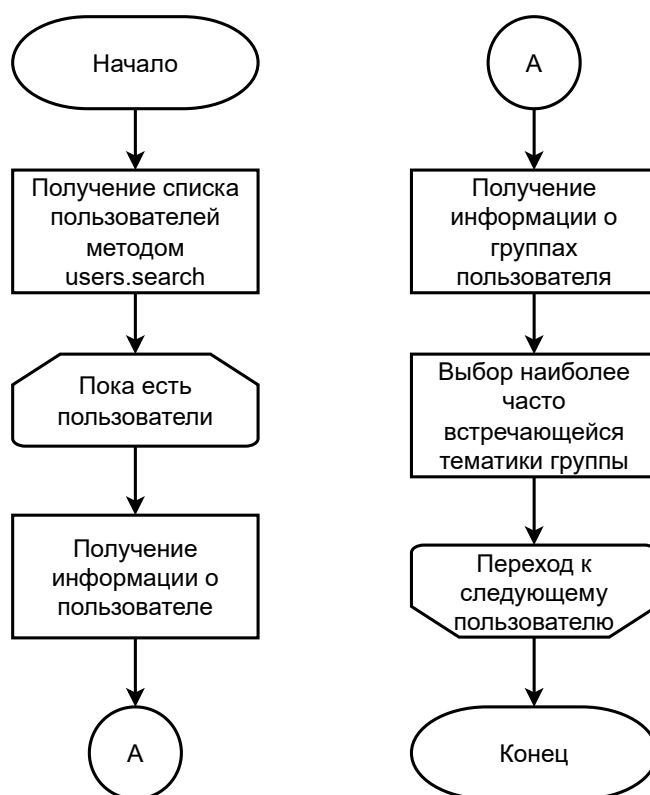 Начало
Получение списка
пользователей
методом
users.search
Пока есть
пользователи
Получение
информации о
пользователе
A
A
Получение
информации о
группах
пользователя
Выбор наиболее
часто
встречающейся
тематики группы
Переход к
следующему
пользователю
Конец